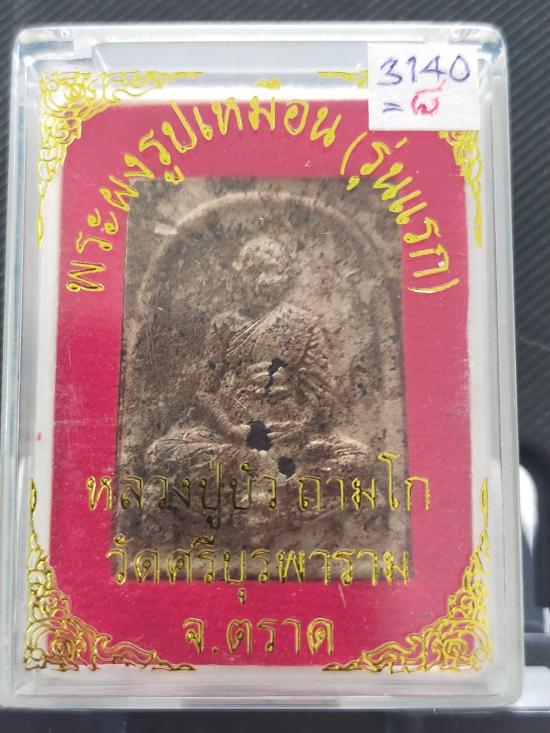 3140
=ผ
พระผงรูปเหมือน (รุ่นแรก)
หลวงปู่บัว ถามโก
วัดศรีบุรพาราม
จ.ตราด